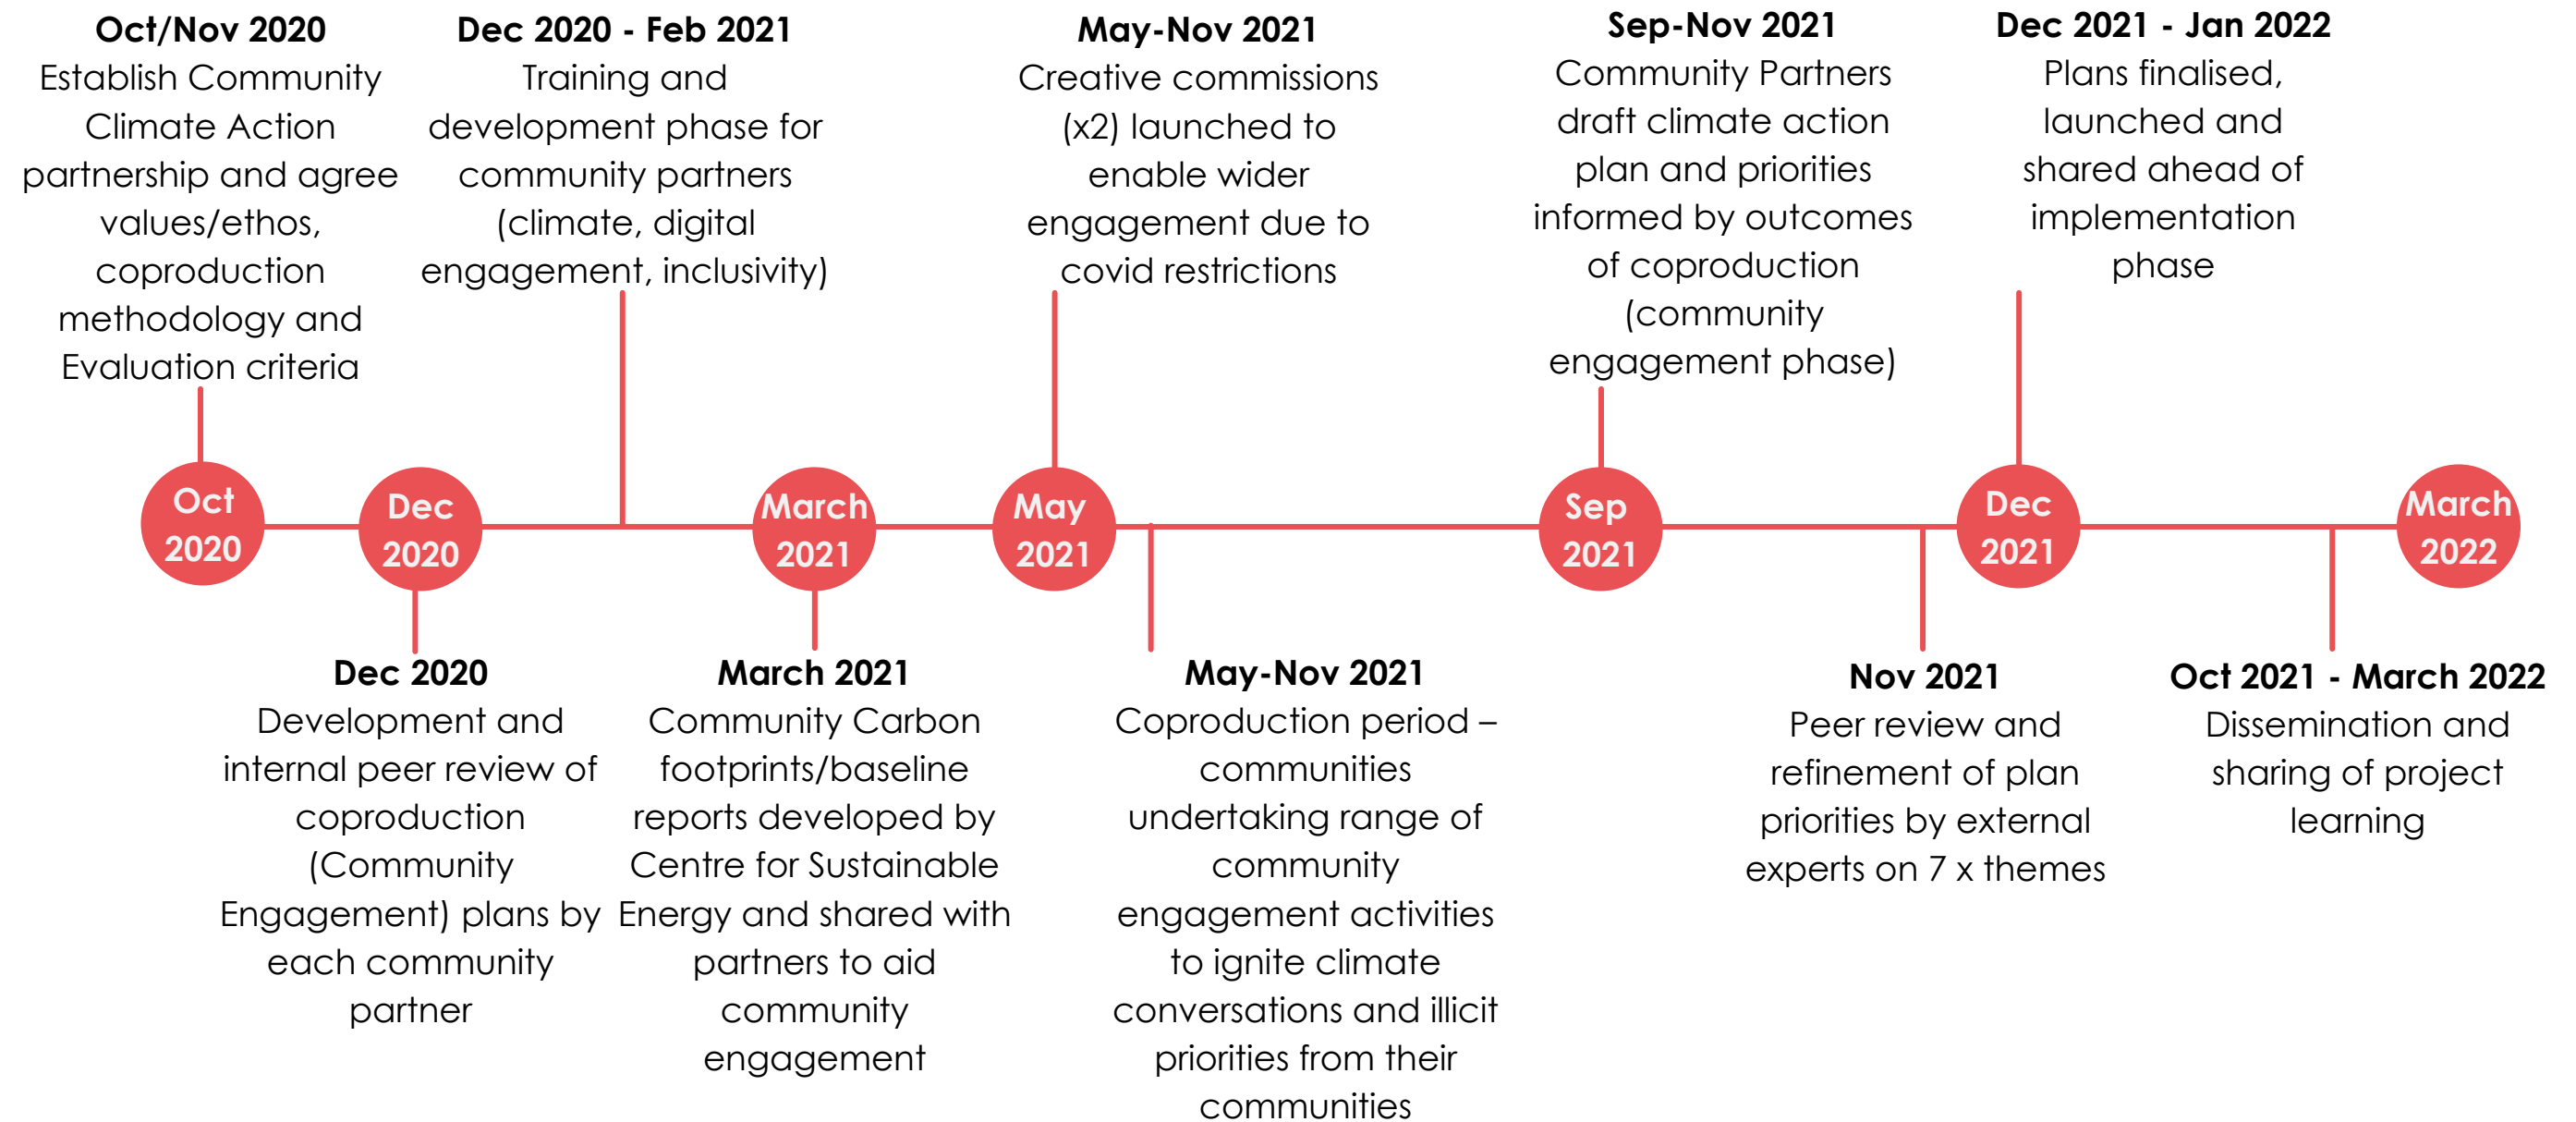 Oct/Nov 2020
Establish Community
Climate Action
partnership and agree
values/ethos,
coproduction
methodology and
Evaluation criteria
Dec 2020 - Feb 2021
Training and
development phase for
community partners
(climate, digital
engagement, inclusivity)
May-Nov 2021
Creative commissions
(x2) launched to
enable wider
engagement due to
covid restrictions
Sep-Nov 2021
Community Partners
draft climate action
plan and priorities
informed by outcomes
of coproduction
(community
engagement phase)
Dec 2021 - Jan 2022
Plans finalised,
launched and
shared ahead of
implementation
phase
Oct
2020
Dec
2020
March
2021
May
2021
Sep
2021
Dec
2021
March
2022
Dec 2020
Development and
internal peer review of
coproduction
(Community
Engagement) plans by
each community
partner
March 2021
Community Carbon
footprints/baseline
reports developed by
Centre for Sustainable
Energy and shared with
partners to aid
community
engagement
May-Nov 2021
Coproduction period –
communities
undertaking range of
community
engagement activities
to ignite climate
conversations and illicit
priorities from their
communities
Nov 2021
Peer review and
refinement of plan
priorities by external
experts on 7 x themes
Oct 2021 - March 2022
Dissemination and
sharing of project
learning